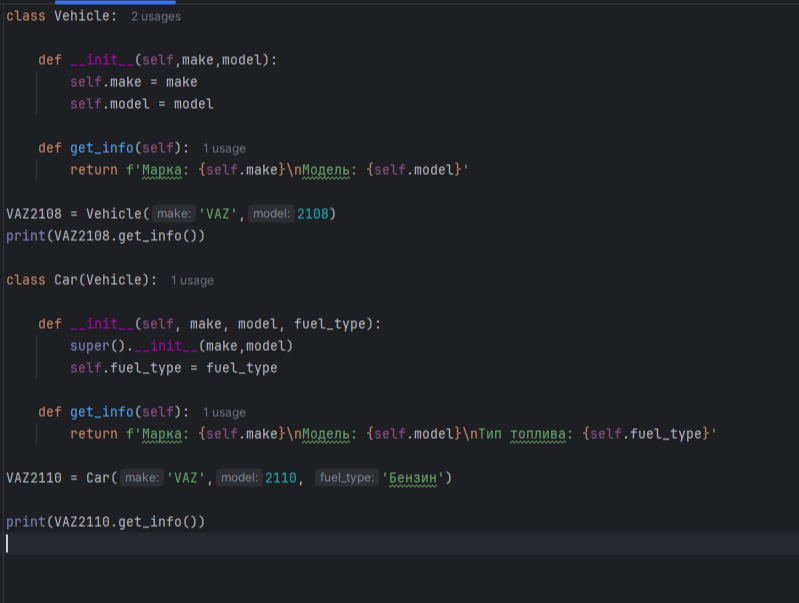 class Vehicle: 2 usages
def __init__(self,make,model):
self.make = make
self.model = model
def get_info(self): 1 usage
return f'Марка: {self.make}\nМодель: {self.model}'
VAZ2108 = Vehicle( make: 'VAZ', model: 2108)
print(VAZ2108.get_info())
class Car(Vehicle): 1 usage
def __init__(self, make, model, fuel_type):
super().__init__(make,model)
self.fuel_type = fuel_type
def get_info(self): 1 usage
return f'Марка: {self.make}\nМодель: {self.model}\nТип топлива: {self.fuel_type}'
VAZ2110 = Car( make: 'VAZ', model: 2110, fuel_type: 'Бензин')
print(VAZ2110.get_info())